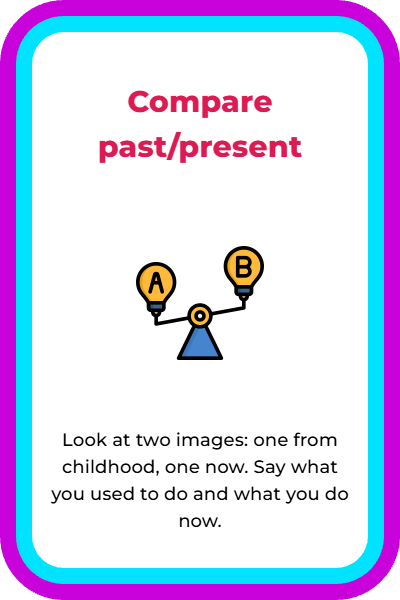 Compare
past/present
A
B
Look at two images: one from
childhood, one now. Say what
you used to do and what you do
now.